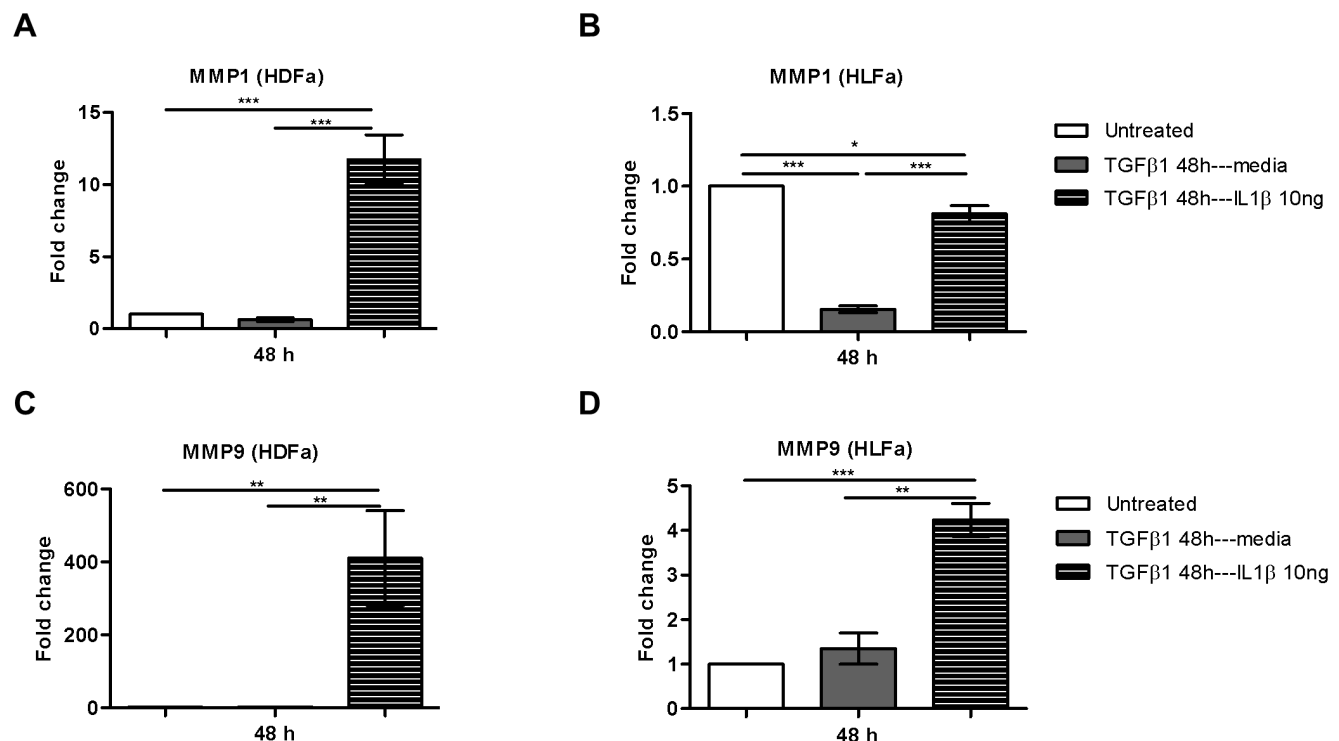 A
MMP1 (HDFa)
***
***
Fold change
15
10
5
0
48 h
B
MMP1 (HLFa)
*
***
***
Fold change
1.5
1.0
0.5
0.0
48 h
Untreated
TGFβ1 48h---media
TGFβ1 48h---IL1β 10ng
C
MMP9 (HDFa)
**
**
Fold change
600
400
200
0
48 h
D
MMP9 (HLFa)
***
**
Fold change
5
4
3
2
1
0
48 h
Untreated
TGFβ1 48h---media
TGFβ1 48h---IL1β 10ng